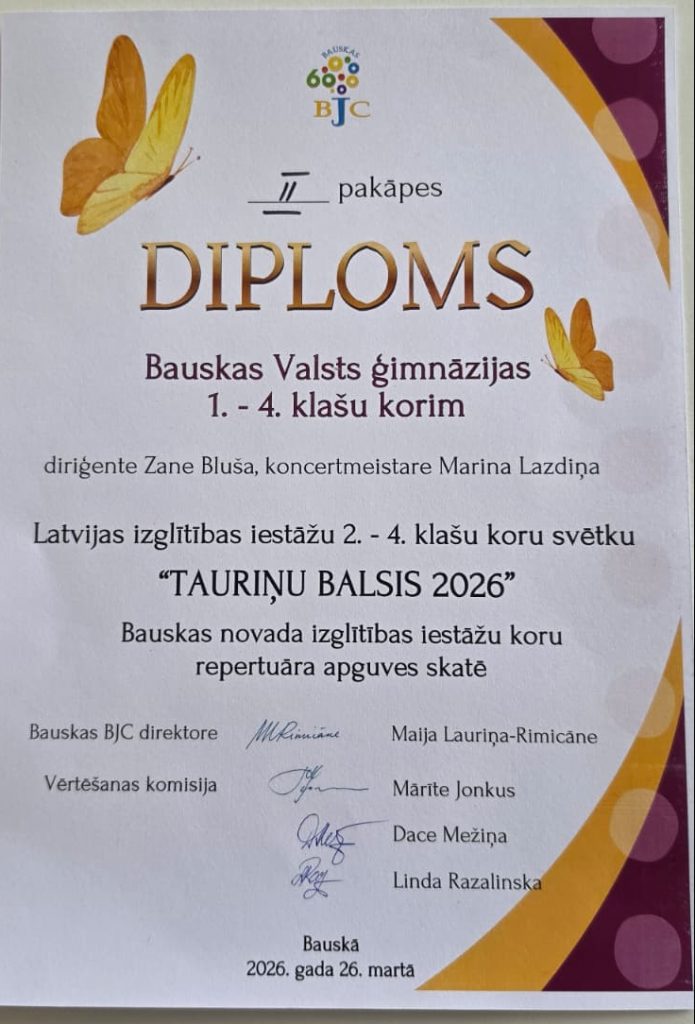 BAUSKAS
60
BJC
II pakāpes
DIPLOMS
Bauskas Valsts ģimnāzijas
1. - 4. klašu korim
diriģente Zane Bluša, koncertmeistare Marina Lazdiņa
Latvijas izglītības iestāžu 2. - 4. klašu koru svētku
“TAURIŅU BALSIS 2026”
Bauskas novada izglītības iestāžu koru
repertuāra apguves skatē
Bauskas BJC direktore MRimicāne Maija Lauriņa-Rimicāne
Vērtēšanas komisija Mārīte Jonkus
Dace Mežiņa
Linda Razalinska
Bauskā
2026. gada 26. martā